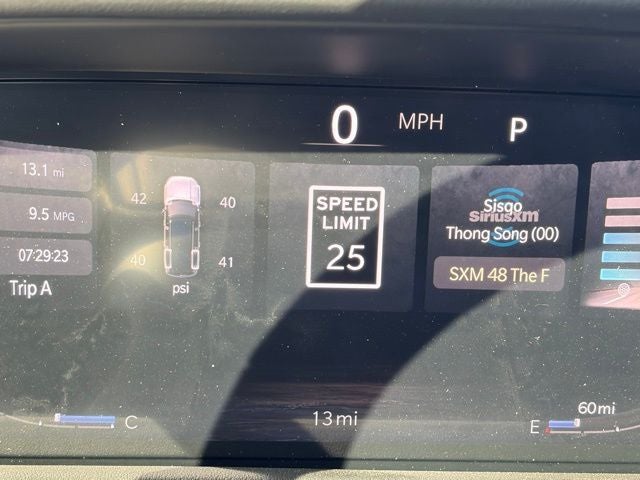 0 MPH P
13.1 mi
9.5 MPG
07:29:23
Trip A
42 40
40 41
psi
SPEED
LIMIT
25
Sisqo
siriusxm
Thong Song (00)
SXM 48 The F
13 mi
C
60 mi
E